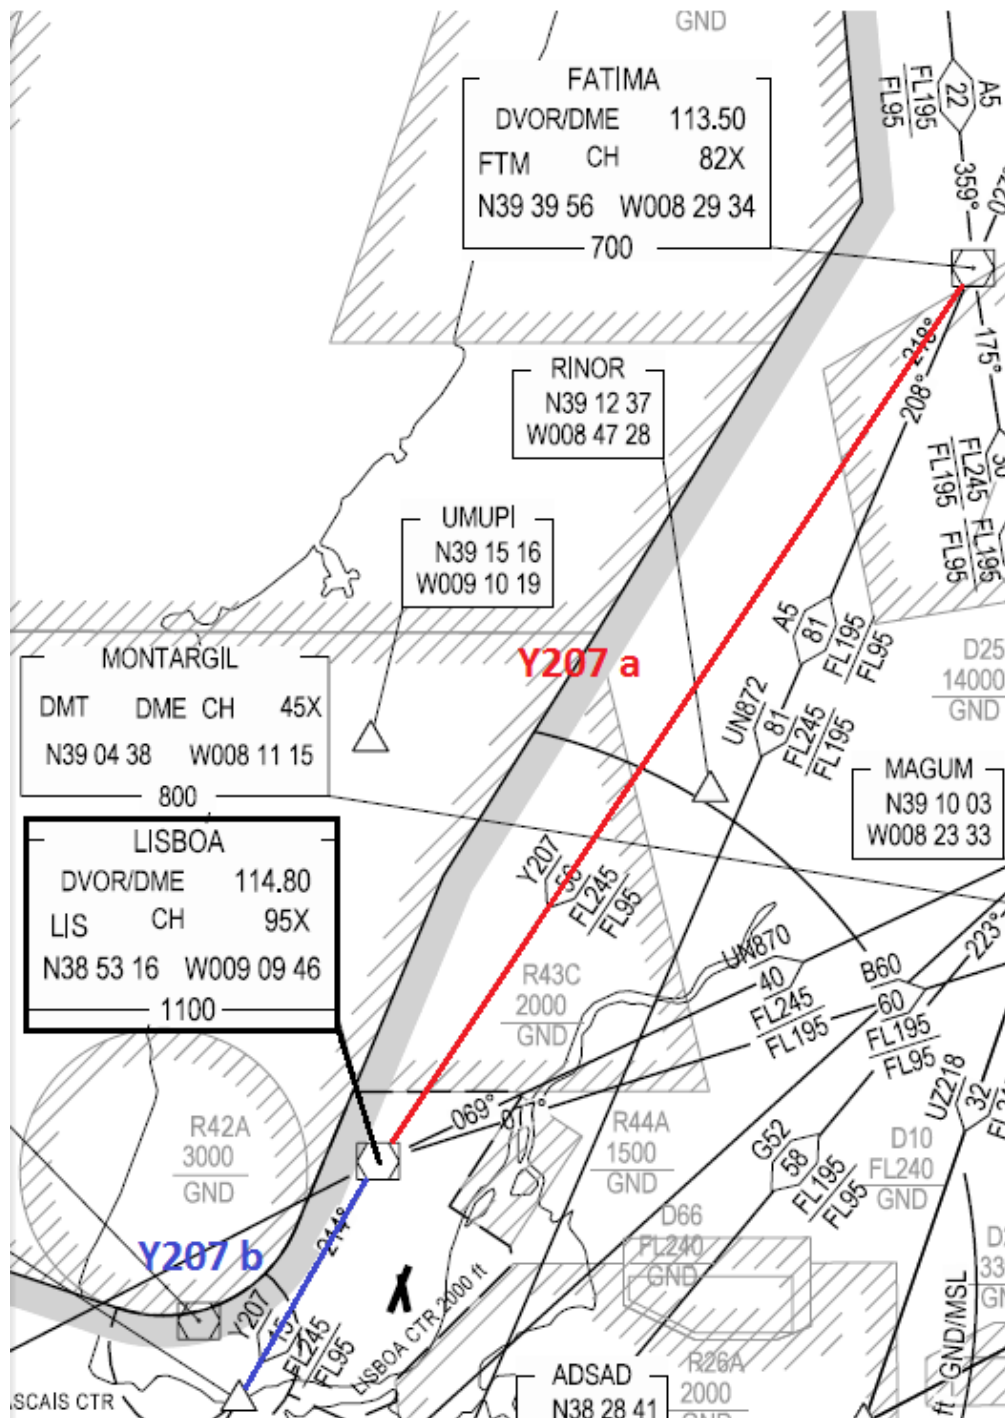 GND
FATIMA
DVOR/DME 113.50
FTM CH 82X
N39 39 56 W008 29 34
700
A5
22
FL195
FL95
359°
218°
208°
175°
RINOR
N39 12 37
W008 47 28
FL245
FL195
FL195
FL95
UMUPI
N39 15 16
W009 10 19
A5
81
FL195
FL95
D25
14000
GND
Y207 a
MONTARGIL
DMT DME CH 45X
N39 04 38 W008 11 15
800
UN872
81
FL245
FL195
MAGUM
N39 10 03
W008 23 33
LISBOA
DVOR/DME 114.80
LIS CH 95X
N38 53 16 W009 09 46
1100
Y207
56
FL245
FL95
R43C
2000
GND
UN870
40
FL245
FL195
B60
60
FL195
FL95
223°
069°
077°
UZ218
32
R42A
3000
GND
R44A
1500
GND
G52
58
FL195
FL95
D10
FL240
GND
214°
Y207 b
D66
FL240
GND
Y207
157
FL245
FL95
LISBOA CTR 2000 ft
ft GND/MSL
SCAIS CTR
ADSAD
N38 28 41
R26A
2000
GND